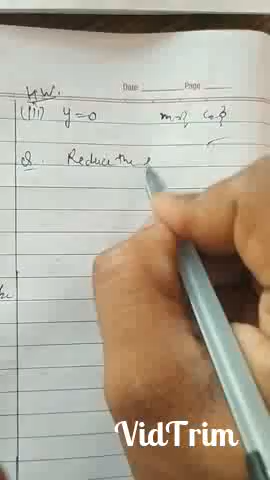 H.W.
Date Page
(iii) y=0
Q. Reduce the
VidTrim